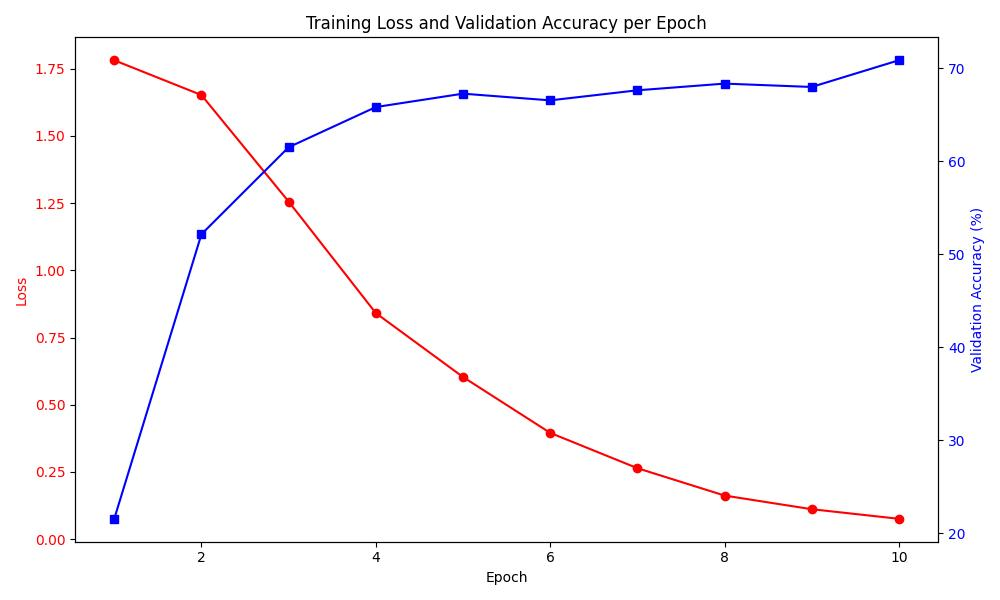 Training Loss and Validation Accuracy per Epoch
1.75
1.50
1.25
1.00
0.75
0.50
0.25
0.00
Loss
70
60
50
40
30
20
Validation Accuracy (%)
2 4 6 8 10
Epoch